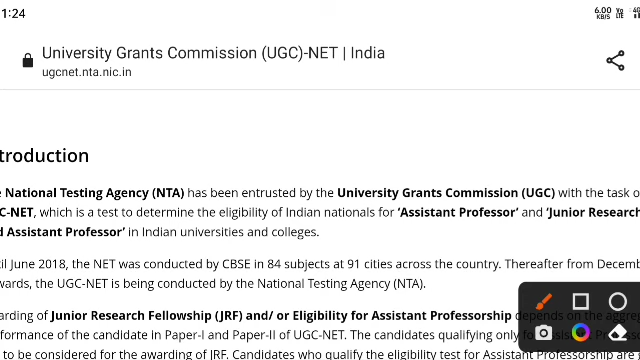 1:24
6.00 KB/S Vo LTE 4G
University Grants Commission (UGC)-NET | India
ugcnet.nta.nic.in
troduction
National Testing Agency (NTA) has been entrusted by the University Grants Commission (UGC) with the task o
C-NET, which is a test to determine the eligibility of Indian nationals for 'Assistant Professor' and 'Junior Research
d Assistant Professor' in Indian universities and colleges.
til June 2018, the NET was conducted by CBSE in 84 subjects at 91 cities across the country. Thereafter from Decemb
wards, the UGC-NET is being conducted by the National Testing Agency (NTA).
arding of Junior Research Fellowship (JRF) and/ or Eligibility for Assistant Professorship depends on the aggreg
formance of the candidate in Paper-I and Paper-II of UGC-NET. The candidates qualifying only for
to be considered for the awarding of JRF. Candidates who qualify the eligibility test for Assistant Professorship are